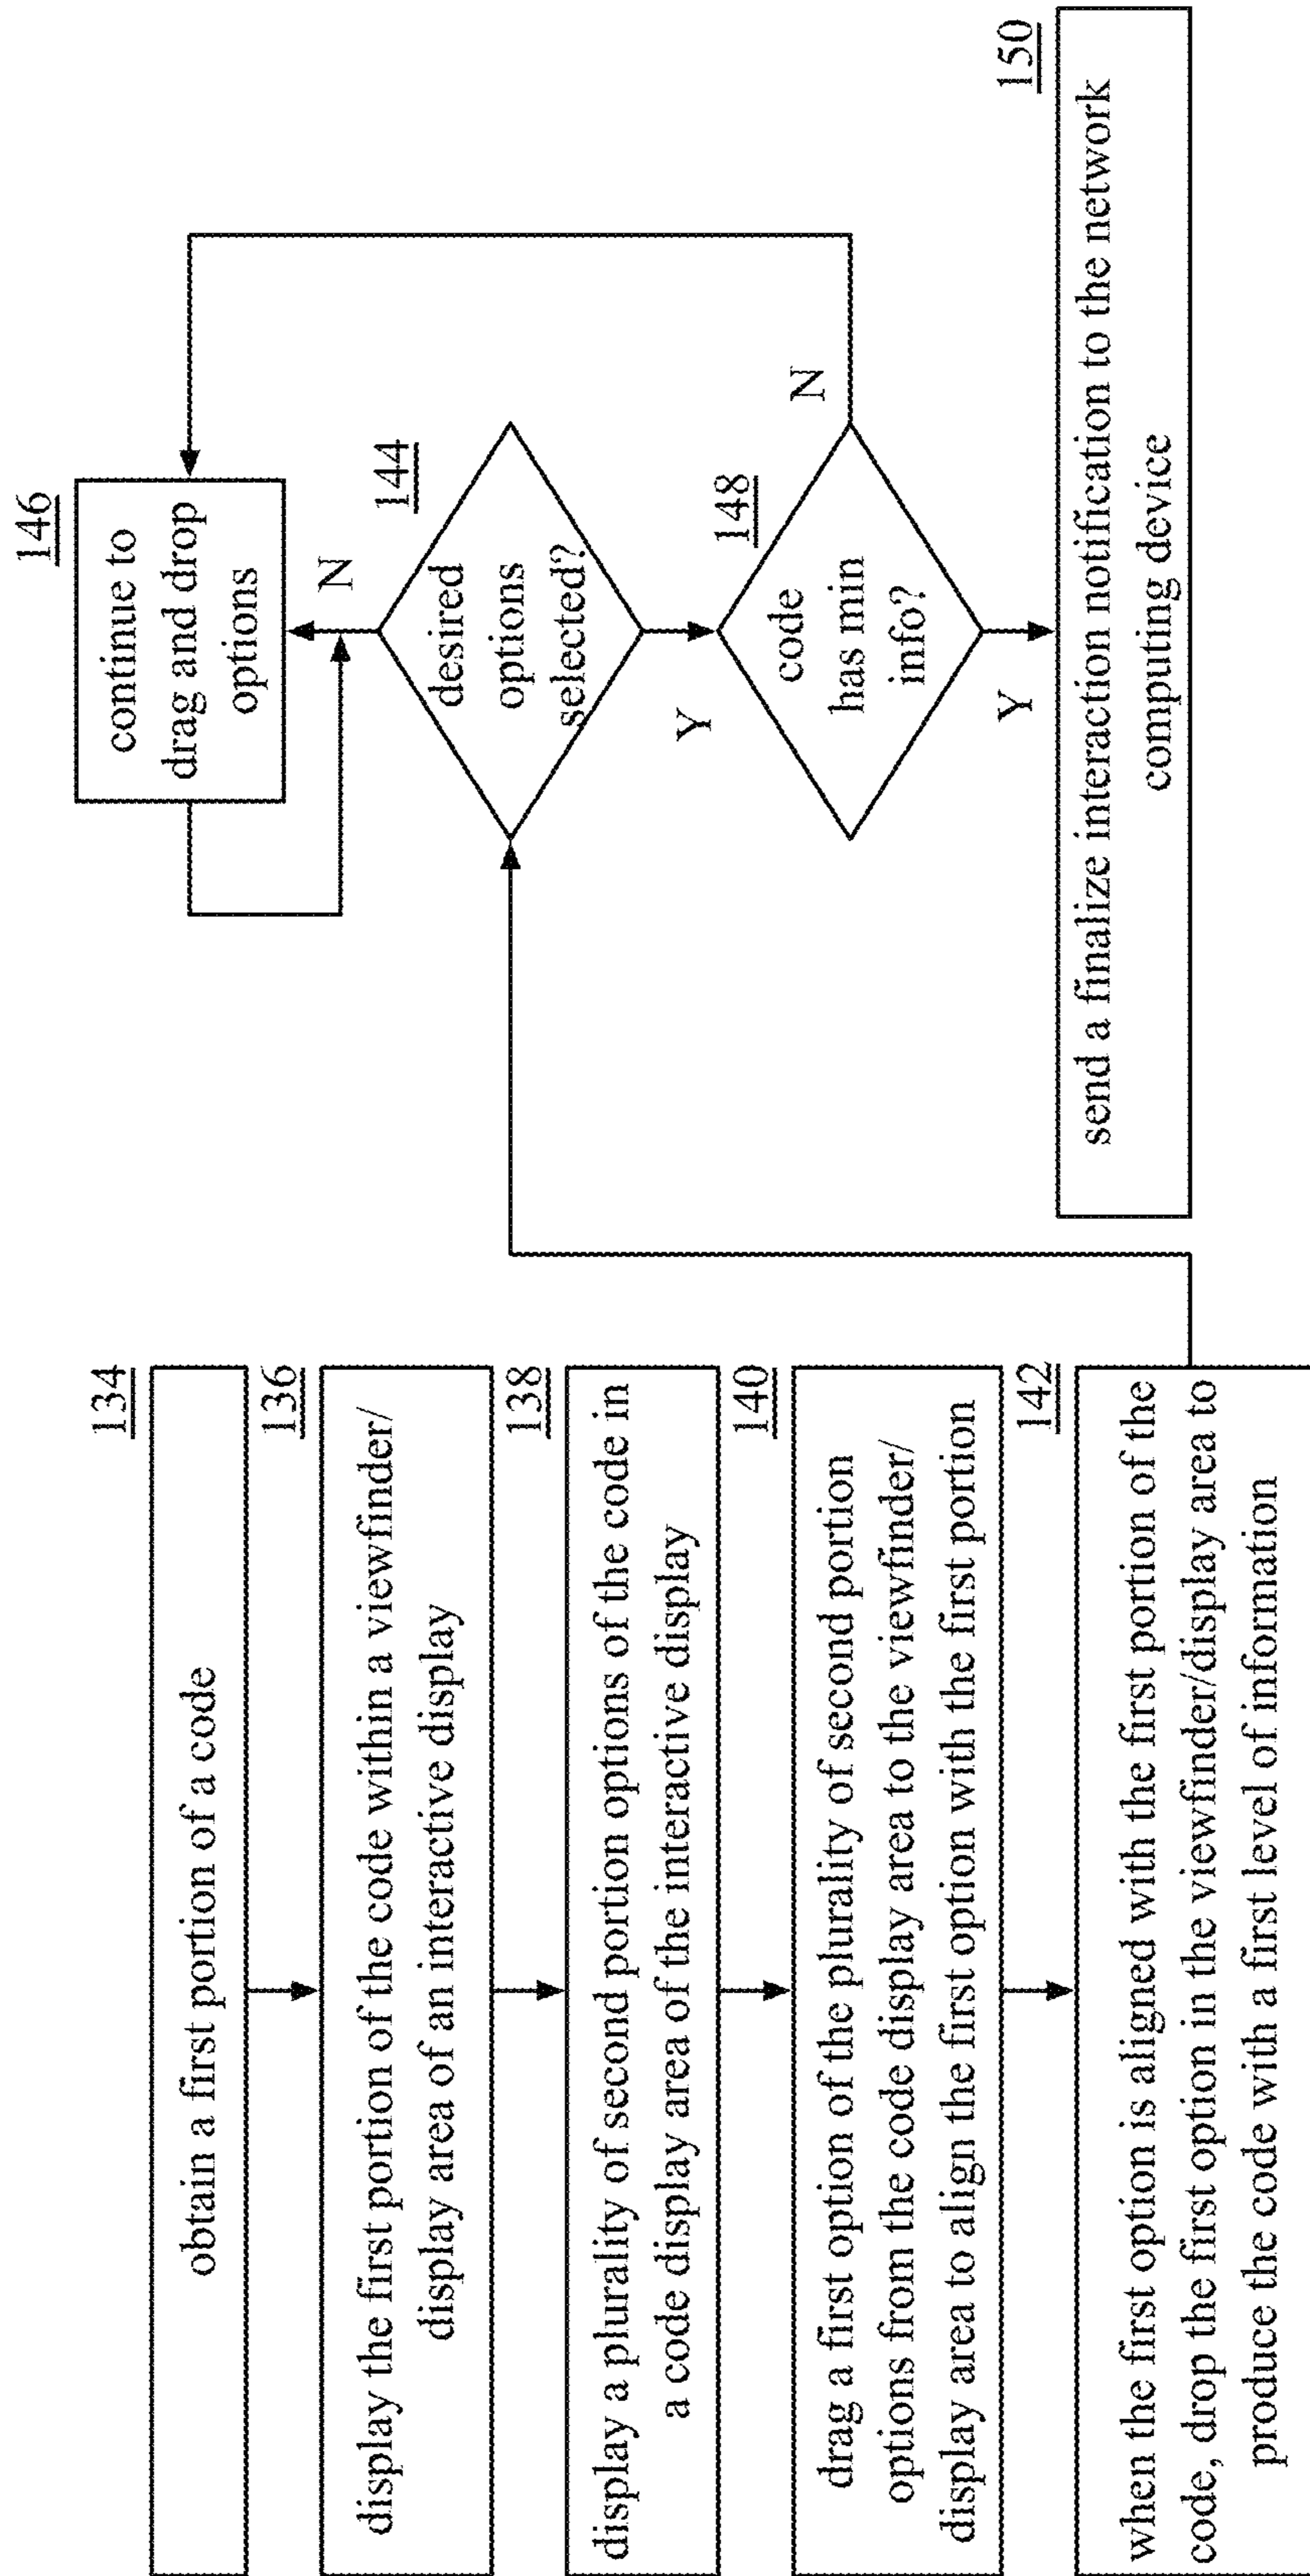 134
obtain a first portion of a code
136
display the first portion of the code within a viewfinder/
display area of an interactive display
138
display a plurality of second portion options of the code in
a code display area of the interactive display
140
drag a first option of the plurality of second portion
options from the code display area to the viewfinder/
display area to align the first option with the first portion
142
when the first option is aligned with the first portion of the
code, drop the first option in the viewfinder/display area to
produce the code with a first level of information
146
continue to
drag and drop
options
N
144
desired
options
selected?
Y
148
code
has min
info?
N
Y
150
send a finalize interaction notification to the network
computing device